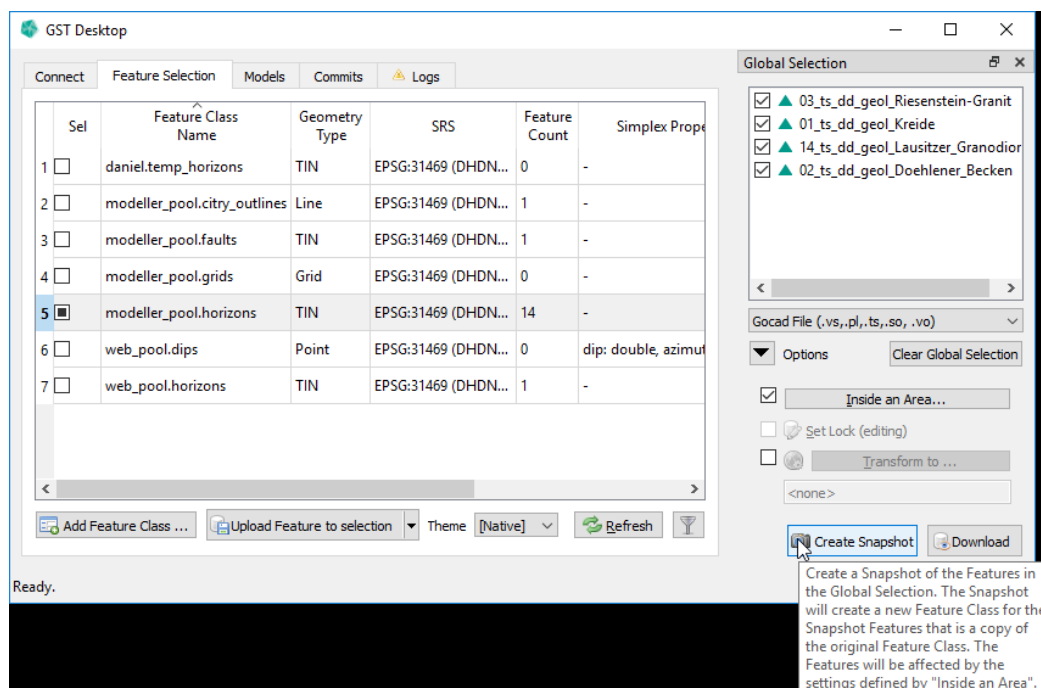 GST Desktop
Connect Feature Selection Models Commits Logs
Sel Feature Class Name Geometry Type SRS Feature Count Simplex Prope
1 daniel.temp_horizons TIN EPSG:31469 (DHDN... 0 -
2 modeller_pool.citry_outlines Line EPSG:31469 (DHDN... 1 -
3 modeller_pool.faults TIN EPSG:31469 (DHDN... 1 -
4 modeller_pool.grids Grid EPSG:31469 (DHDN... 0 -
5 modeller_pool.horizons TIN EPSG:31469 (DHDN... 14 -
6 web_pool.dips Point EPSG:31469 (DHDN... 0 dip: double, azimut
7 web_pool.horizons TIN EPSG:31469 (DHDN... 1 -
Add Feature Class ... Upload Feature to selection Theme [Native] Refresh
Ready.
Global Selection
03_ts_dd_geol_Riesenstein-Granit
01_ts_dd_geol_Kreide
14_ts_dd_geol_Lausitzer_Granodior
02_ts_dd_geol_Doehlener_Becken
Gocad File (.vs,.pl,.ts,.so, .vo)
Options Clear Global Selection
Inside an Area...
Set Lock (editing)
Transform to ...
<none>
Create Snapshot Download
Create a Snapshot of the Features in
the Global Selection. The Snapshot
will create a new Feature Class for the
Snapshot Features that is a copy of
the original Feature Class. The
Features will be affected by the
settings defined by "Inside an Area".